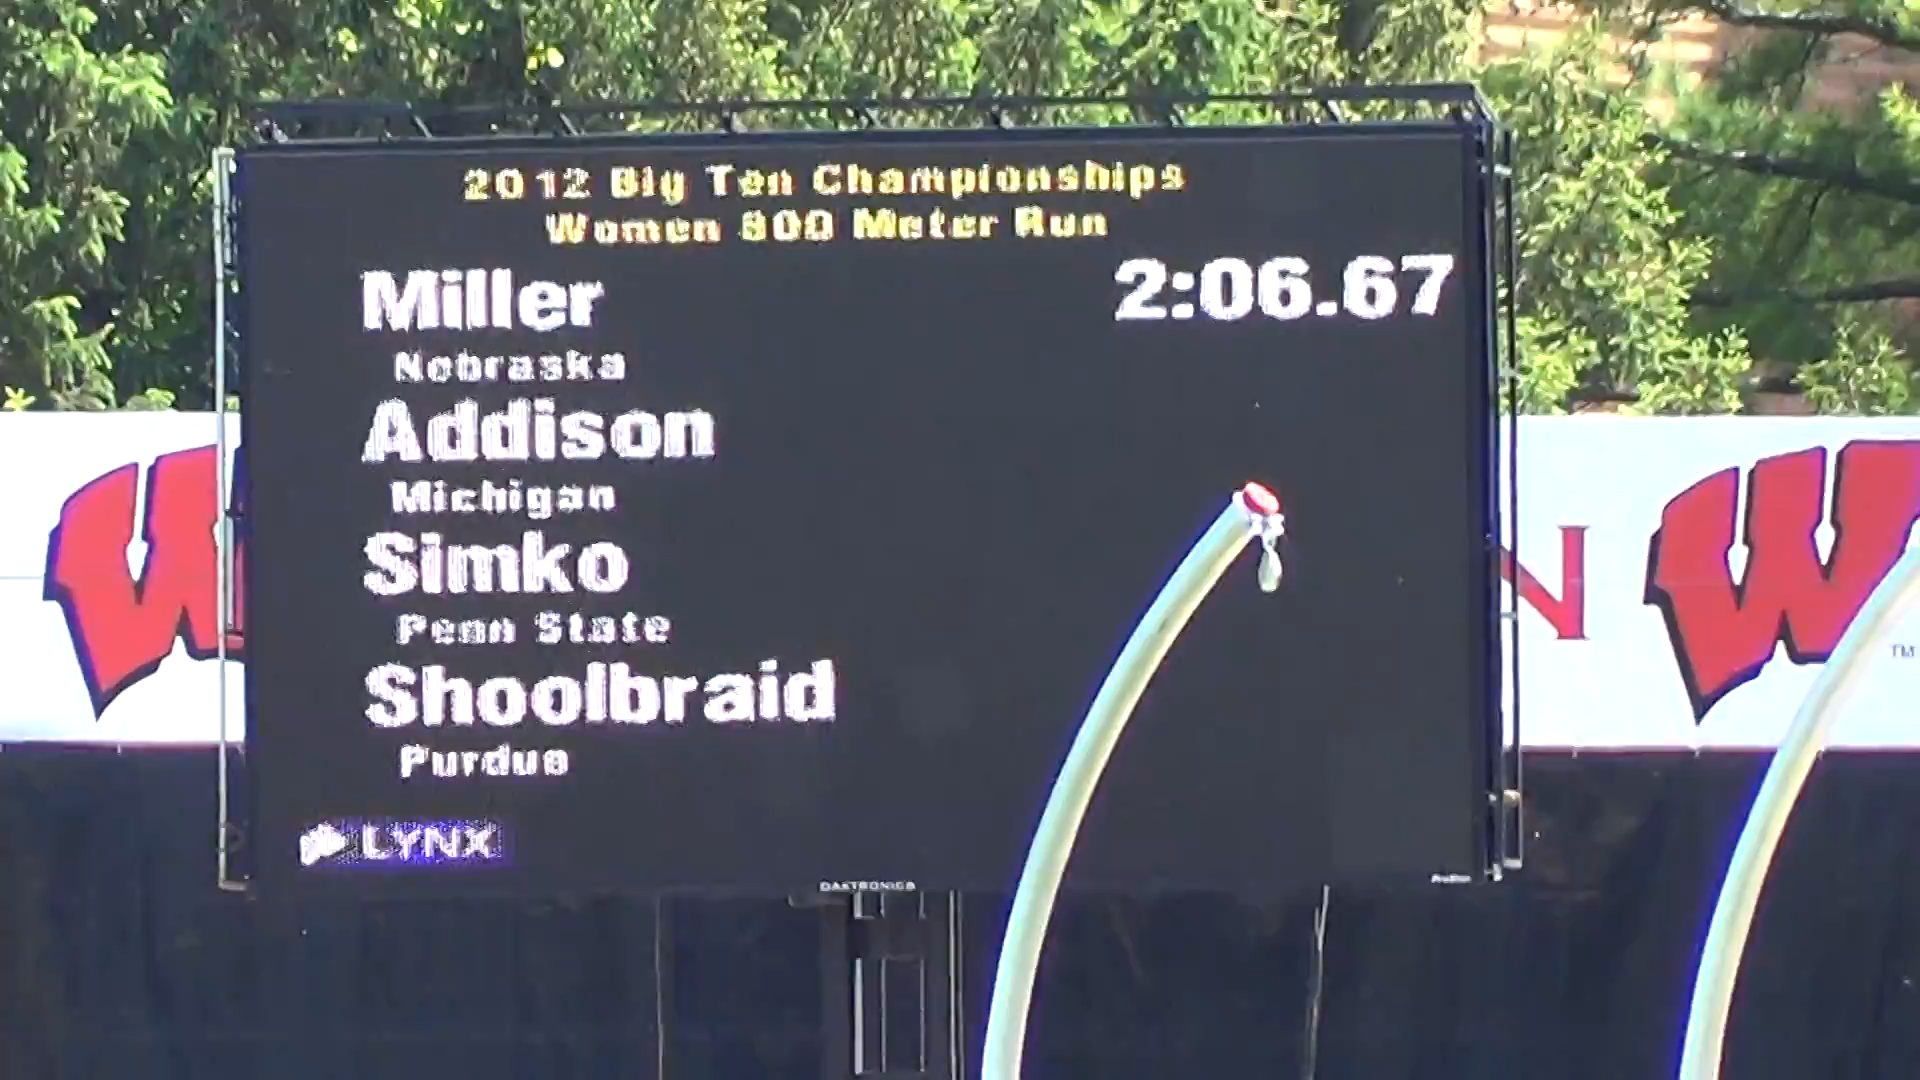 2012 Big Ten Championships
Women 800 Meter Run
Miller 2:06.67
Nebraska
Addison
Michigan
Simko
Penn State
Shoolbraid
Purdue
LYNX
DAKTRONICS
W
N
W
TM